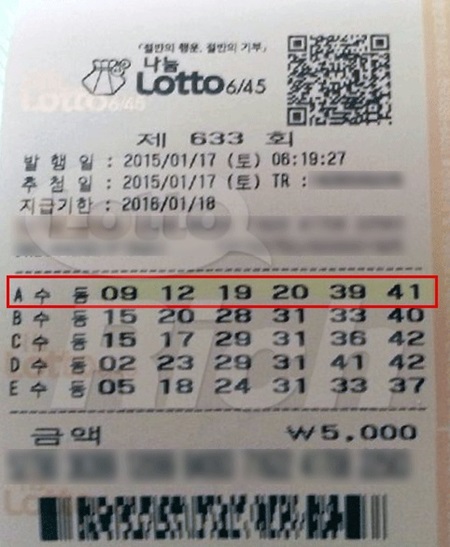 「절반의 행운, 절반의 기부」
나눔
Lotto 6/45
제 633 회
발 행 일 : 2015/01/17 (토) 06:19:27
추 첨 일 : 2015/01/17 (토) TR :
지급기한 : 2016/01/18
A 수 동 09 12 19 20 39 41
B 수 동 15 20 28 31 33 40
C 수 동 15 17 29 31 36 42
D 수 동 02 23 29 31 41 42
E 수 동 05 18 24 31 33 37
금액 ₩5,000